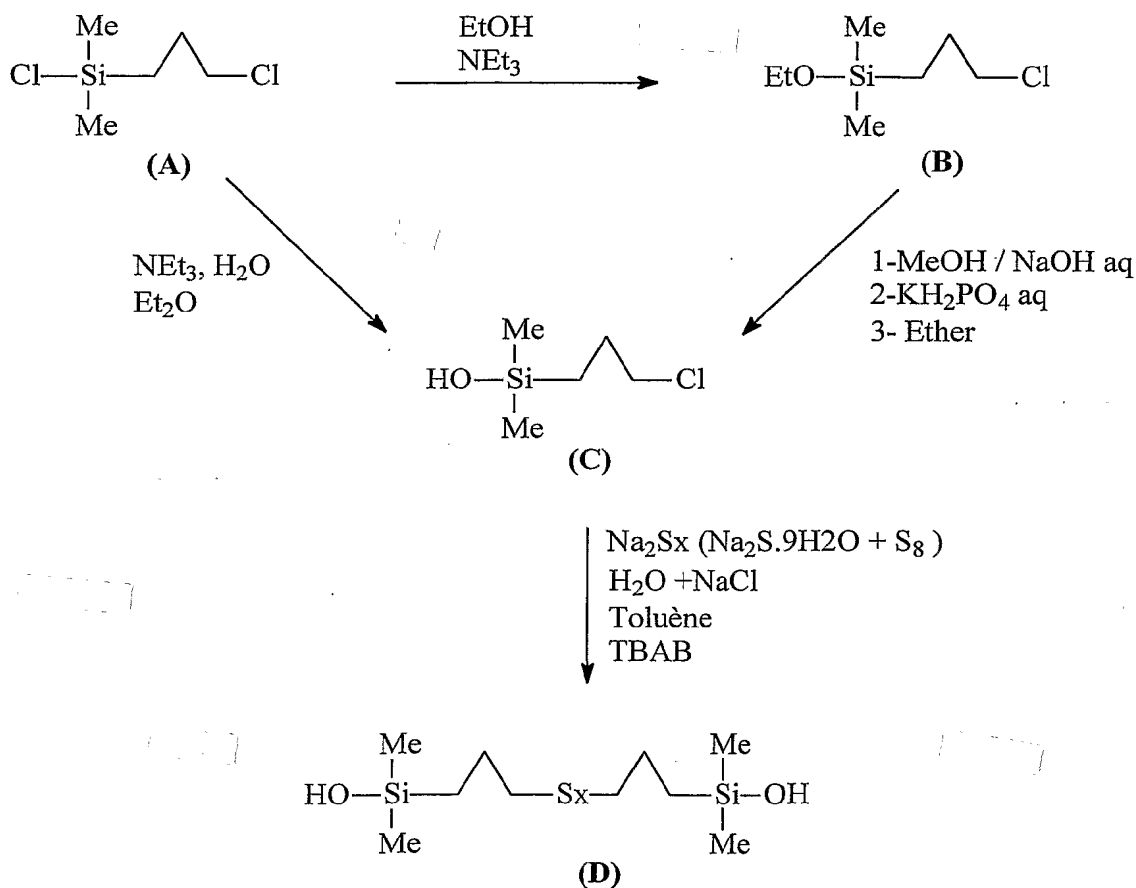 Me
Cl Si Cl
Me
(A)
EtOH
NEt₃
Me
EtO Si Cl
Me
(B)
NEt₃, H₂O
Et₂O
1-MeOH / NaOH aq
2-KH₂PO₄ aq
3- Ether
Me
HO Si Cl
Me
(C)
Na₂Sx (Na₂S.9H2O + S₈ )
H₂O +NaCl
Toluène
TBAB
Me Me
HO Si Sx Si OH
Me Me
(D)